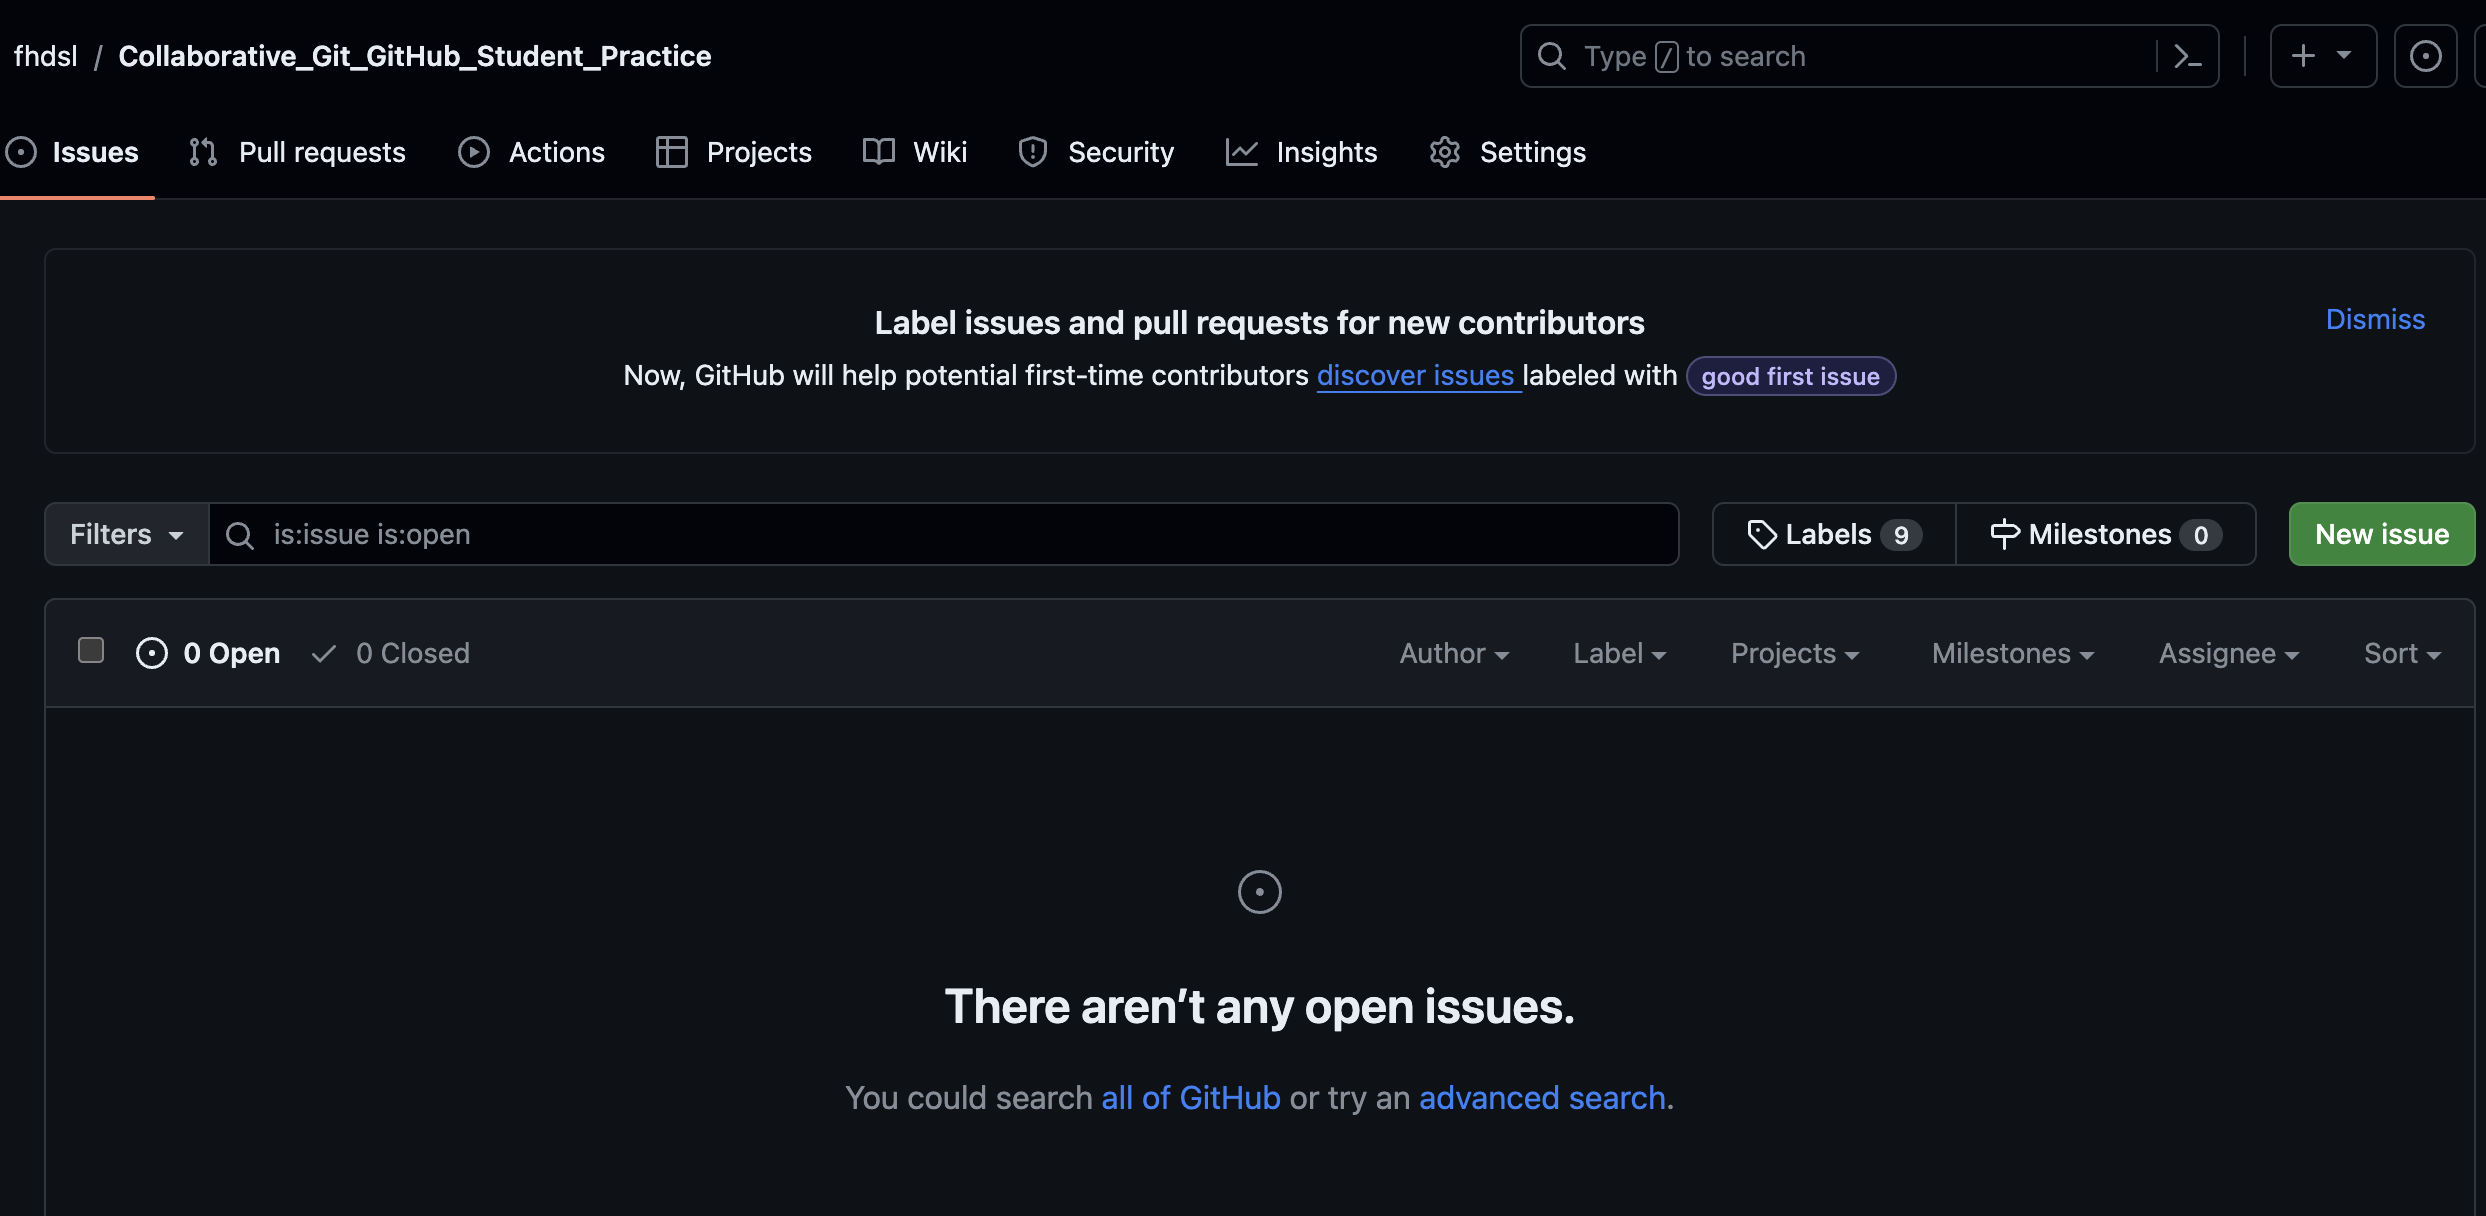 fhdsl / Collaborative_Git_GitHub_Student_Practice
Type / to search
Issues Pull requests Actions Projects Wiki Security Insights Settings
Label issues and pull requests for new contributors
Dismiss
Now, GitHub will help potential first-time contributors discover issues labeled with good first issue
Filters is:issue is:open Labels 9 Milestones 0 New issue
0 Open 0 Closed Author Label Projects Milestones Assignee Sort
There aren’t any open issues.
You could search all of GitHub or try an advanced search.